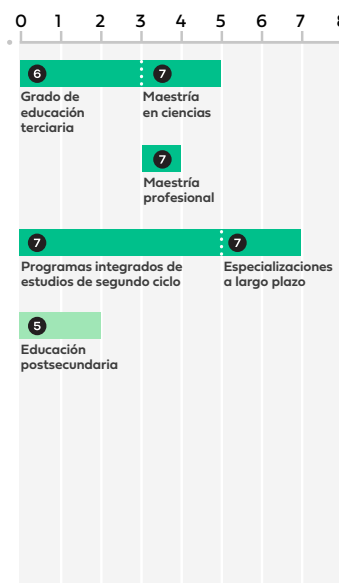 0 1 2 3 4 5 6 7 8
6 7
Grado de Maestría
educación en ciencias
terciaria
7
Maestría
profesional
7 7
Programas integrados de Especializaciones
estudios de segundo ciclo a largo plazo
5
Educación
postsecundaria